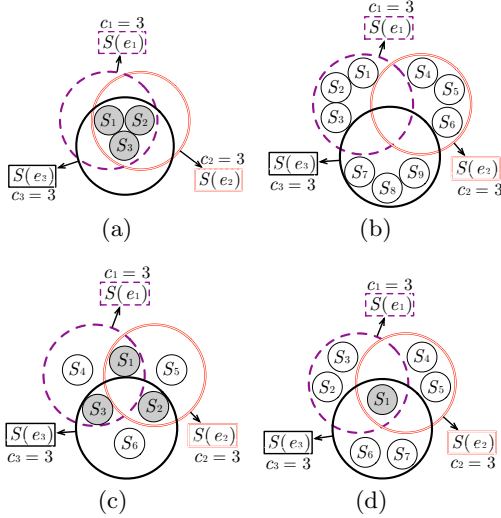 c₁ = 3
S(e₁)
S₁ S₂
S₃
c₂ = 3
S(e₃) S(e₂)
c₃ = 3
(a)
c₁ = 3
S(e₁)
S₁ S₄
S₂ S₅
S₃ S₆
S(e₃) S₇ S₉ S(e₂)
c₃ = 3 S₈ c₂ = 3
(b)
c₁ = 3
S(e₁)
S₁
S₄ S₅
S₃ S₂
S(e₃) S₆ S(e₂)
c₃ = 3 c₂ = 3
(c)
c₁ = 3
S(e₁)
S₃ S₄
S₂ S₅
S₁
S(e₃) S₆ S₇ S(e₂)
c₃ = 3 c₂ = 3
(d)